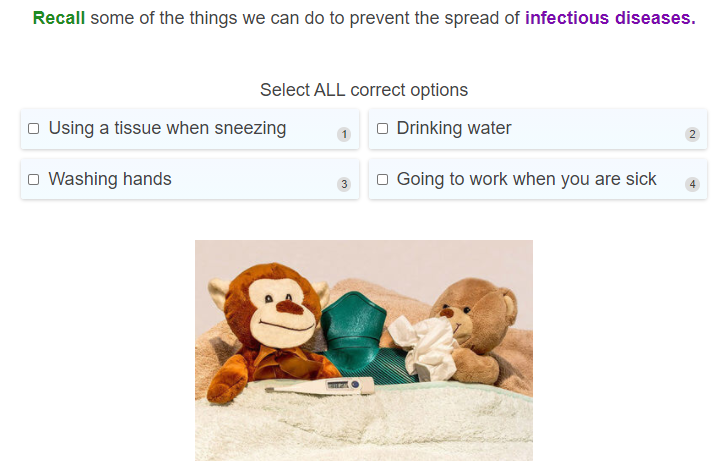 Recall some of the things we can do to prevent the spread of infectious diseases.
Select ALL correct options
Using a tissue when sneezing 1
Drinking water 2
Washing hands 3
Going to work when you are sick 4